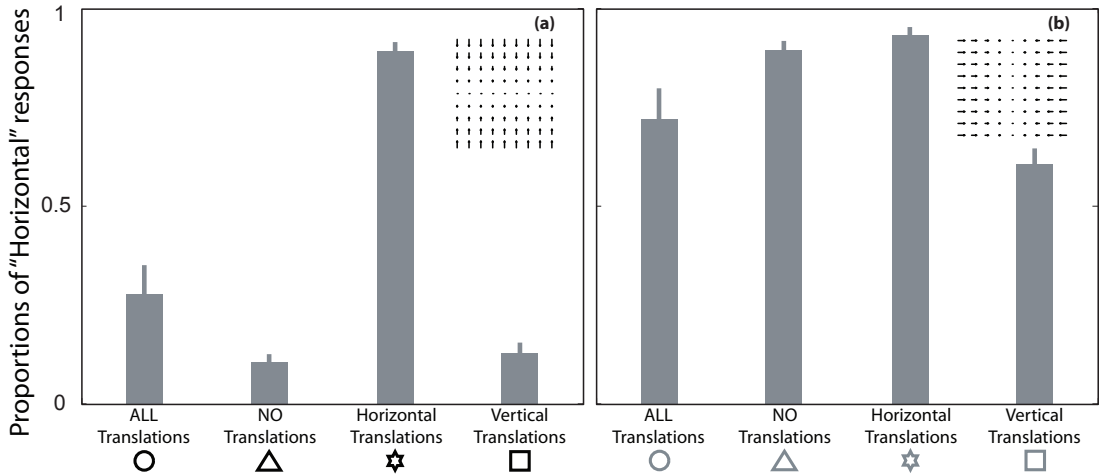 Proportions of "Horizontal" responses
1
0.5
0
(a)
ALL
Translations
NO
Translations
Horizontal
Translations
Vertical
Translations
(b)
ALL
Translations
NO
Translations
Horizontal
Translations
Vertical
Translations